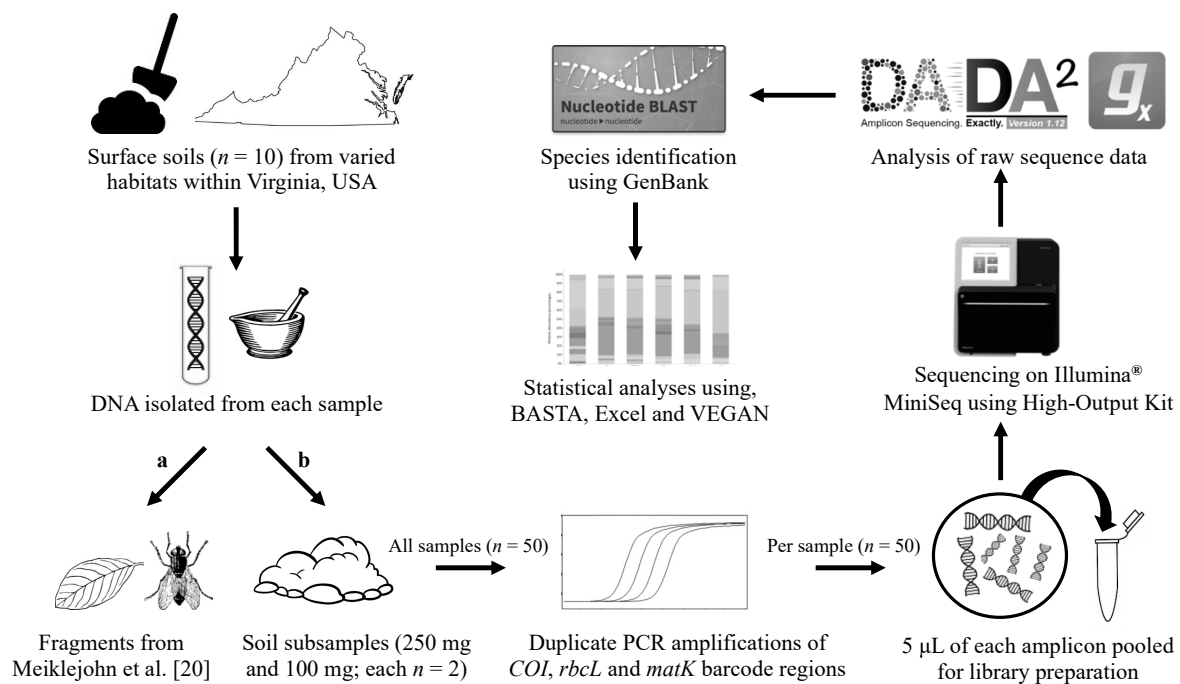 Surface soils (n = 10) from varied
habitats within Virginia, USA
DNA isolated from each sample
a
b
Fragments from
Meiklejohn et al. [20]
Soil subsamples (250 mg
and 100 mg; each n = 2)
All samples (n = 50)
Duplicate PCR amplifications of
COI, rbcL and matK barcode regions
Per sample (n = 50)
5 µL of each amplicon pooled
for library preparation
Sequencing on Illumina®
MiniSeq using High-Output Kit
DADA2
Amplicon Sequencing. Exactly. Version 1.12
gx
Analysis of raw sequence data
Nucleotide BLAST
nucleotide ▶ nucleotide
Species identification
using GenBank
Statistical analyses using,
BASTA, Excel and VEGAN